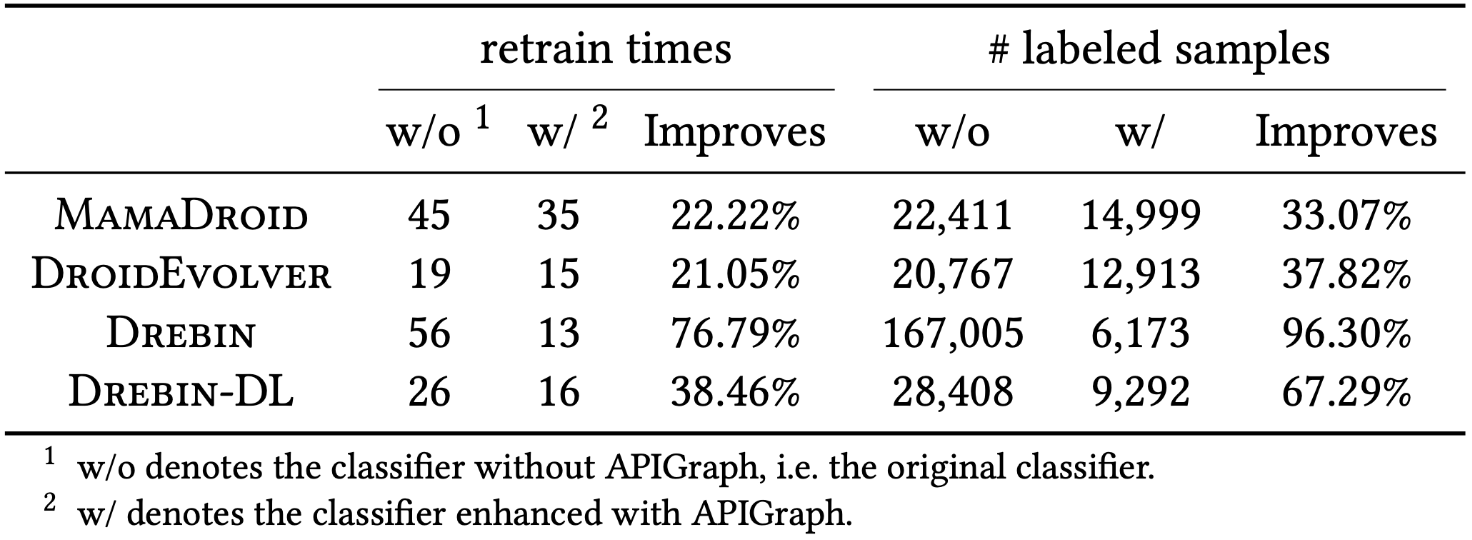 retrain times # labeled samples
w/o ¹ w/ ² Improves w/o w/ Improves
MamaDroid 45 35 22.22% 22,411 14,999 33.07%
DroidEvolver 19 15 21.05% 20,767 12,913 37.82%
Drebin 56 13 76.79% 167,005 6,173 96.30%
Drebin-DL 26 16 38.46% 28,408 9,292 67.29%
¹ w/o denotes the classifier without APIGraph, i.e. the original classifier.
² w/ denotes the classifier enhanced with APIGraph.